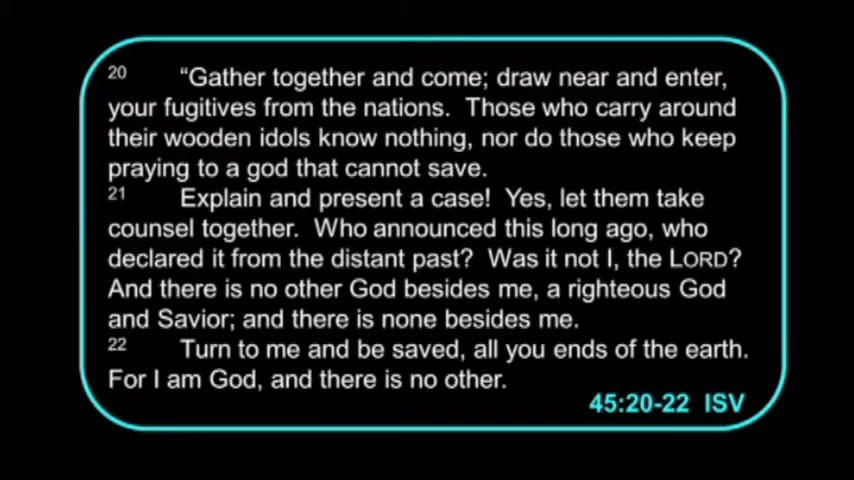 20 “Gather together and come; draw near and enter,
your fugitives from the nations. Those who carry around
their wooden idols know nothing, nor do those who keep
praying to a god that cannot save.
21 Explain and present a case! Yes, let them take
counsel together. Who announced this long ago, who
declared it from the distant past? Was it not I, the LORD?
And there is no other God besides me, a righteous God
and Savior; and there is none besides me.
22 Turn to me and be saved, all you ends of the earth.
For I am God, and there is no other.
45:20-22 ISV